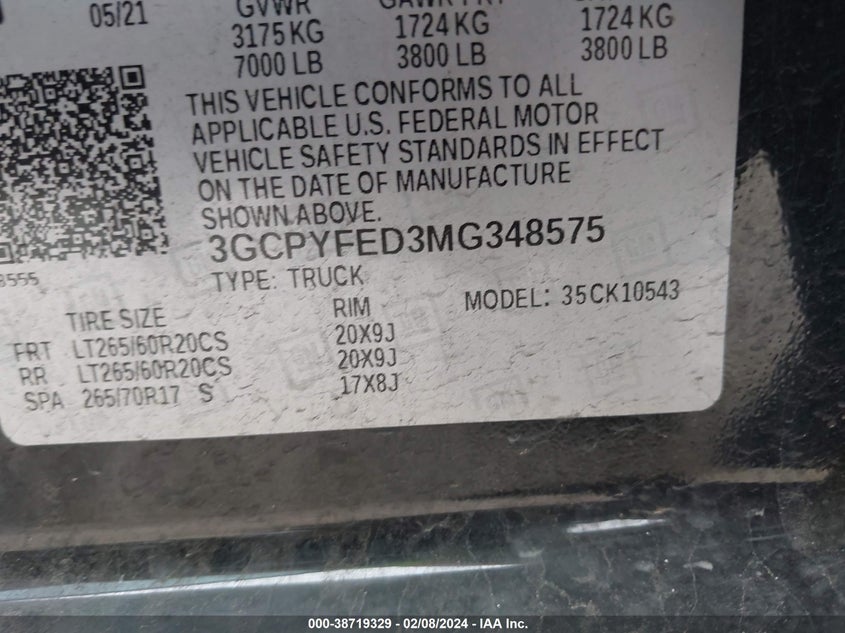 05/21 GVWR GAWR FRT
3175 KG 1724 KG 1724 KG
7000 LB 3800 LB 3800 LB
THIS VEHICLE CONFORMS TO ALL
APPLICABLE U.S. FEDERAL MOTOR
VEHICLE SAFETY STANDARDS IN EFFECT
ON THE DATE OF MANUFACTURE
SHOWN ABOVE.
3GCPYFED3MG348575
TYPE: TRUCK
MODEL: 35CK10543
TIRE SIZE RIM
FRT LT265/60R20CS 20X9J
RR LT265/60R20CS 20X9J
SPA 265/70R17 S 17X8J
000-38719329 - 02/08/2024 - IAA Inc.